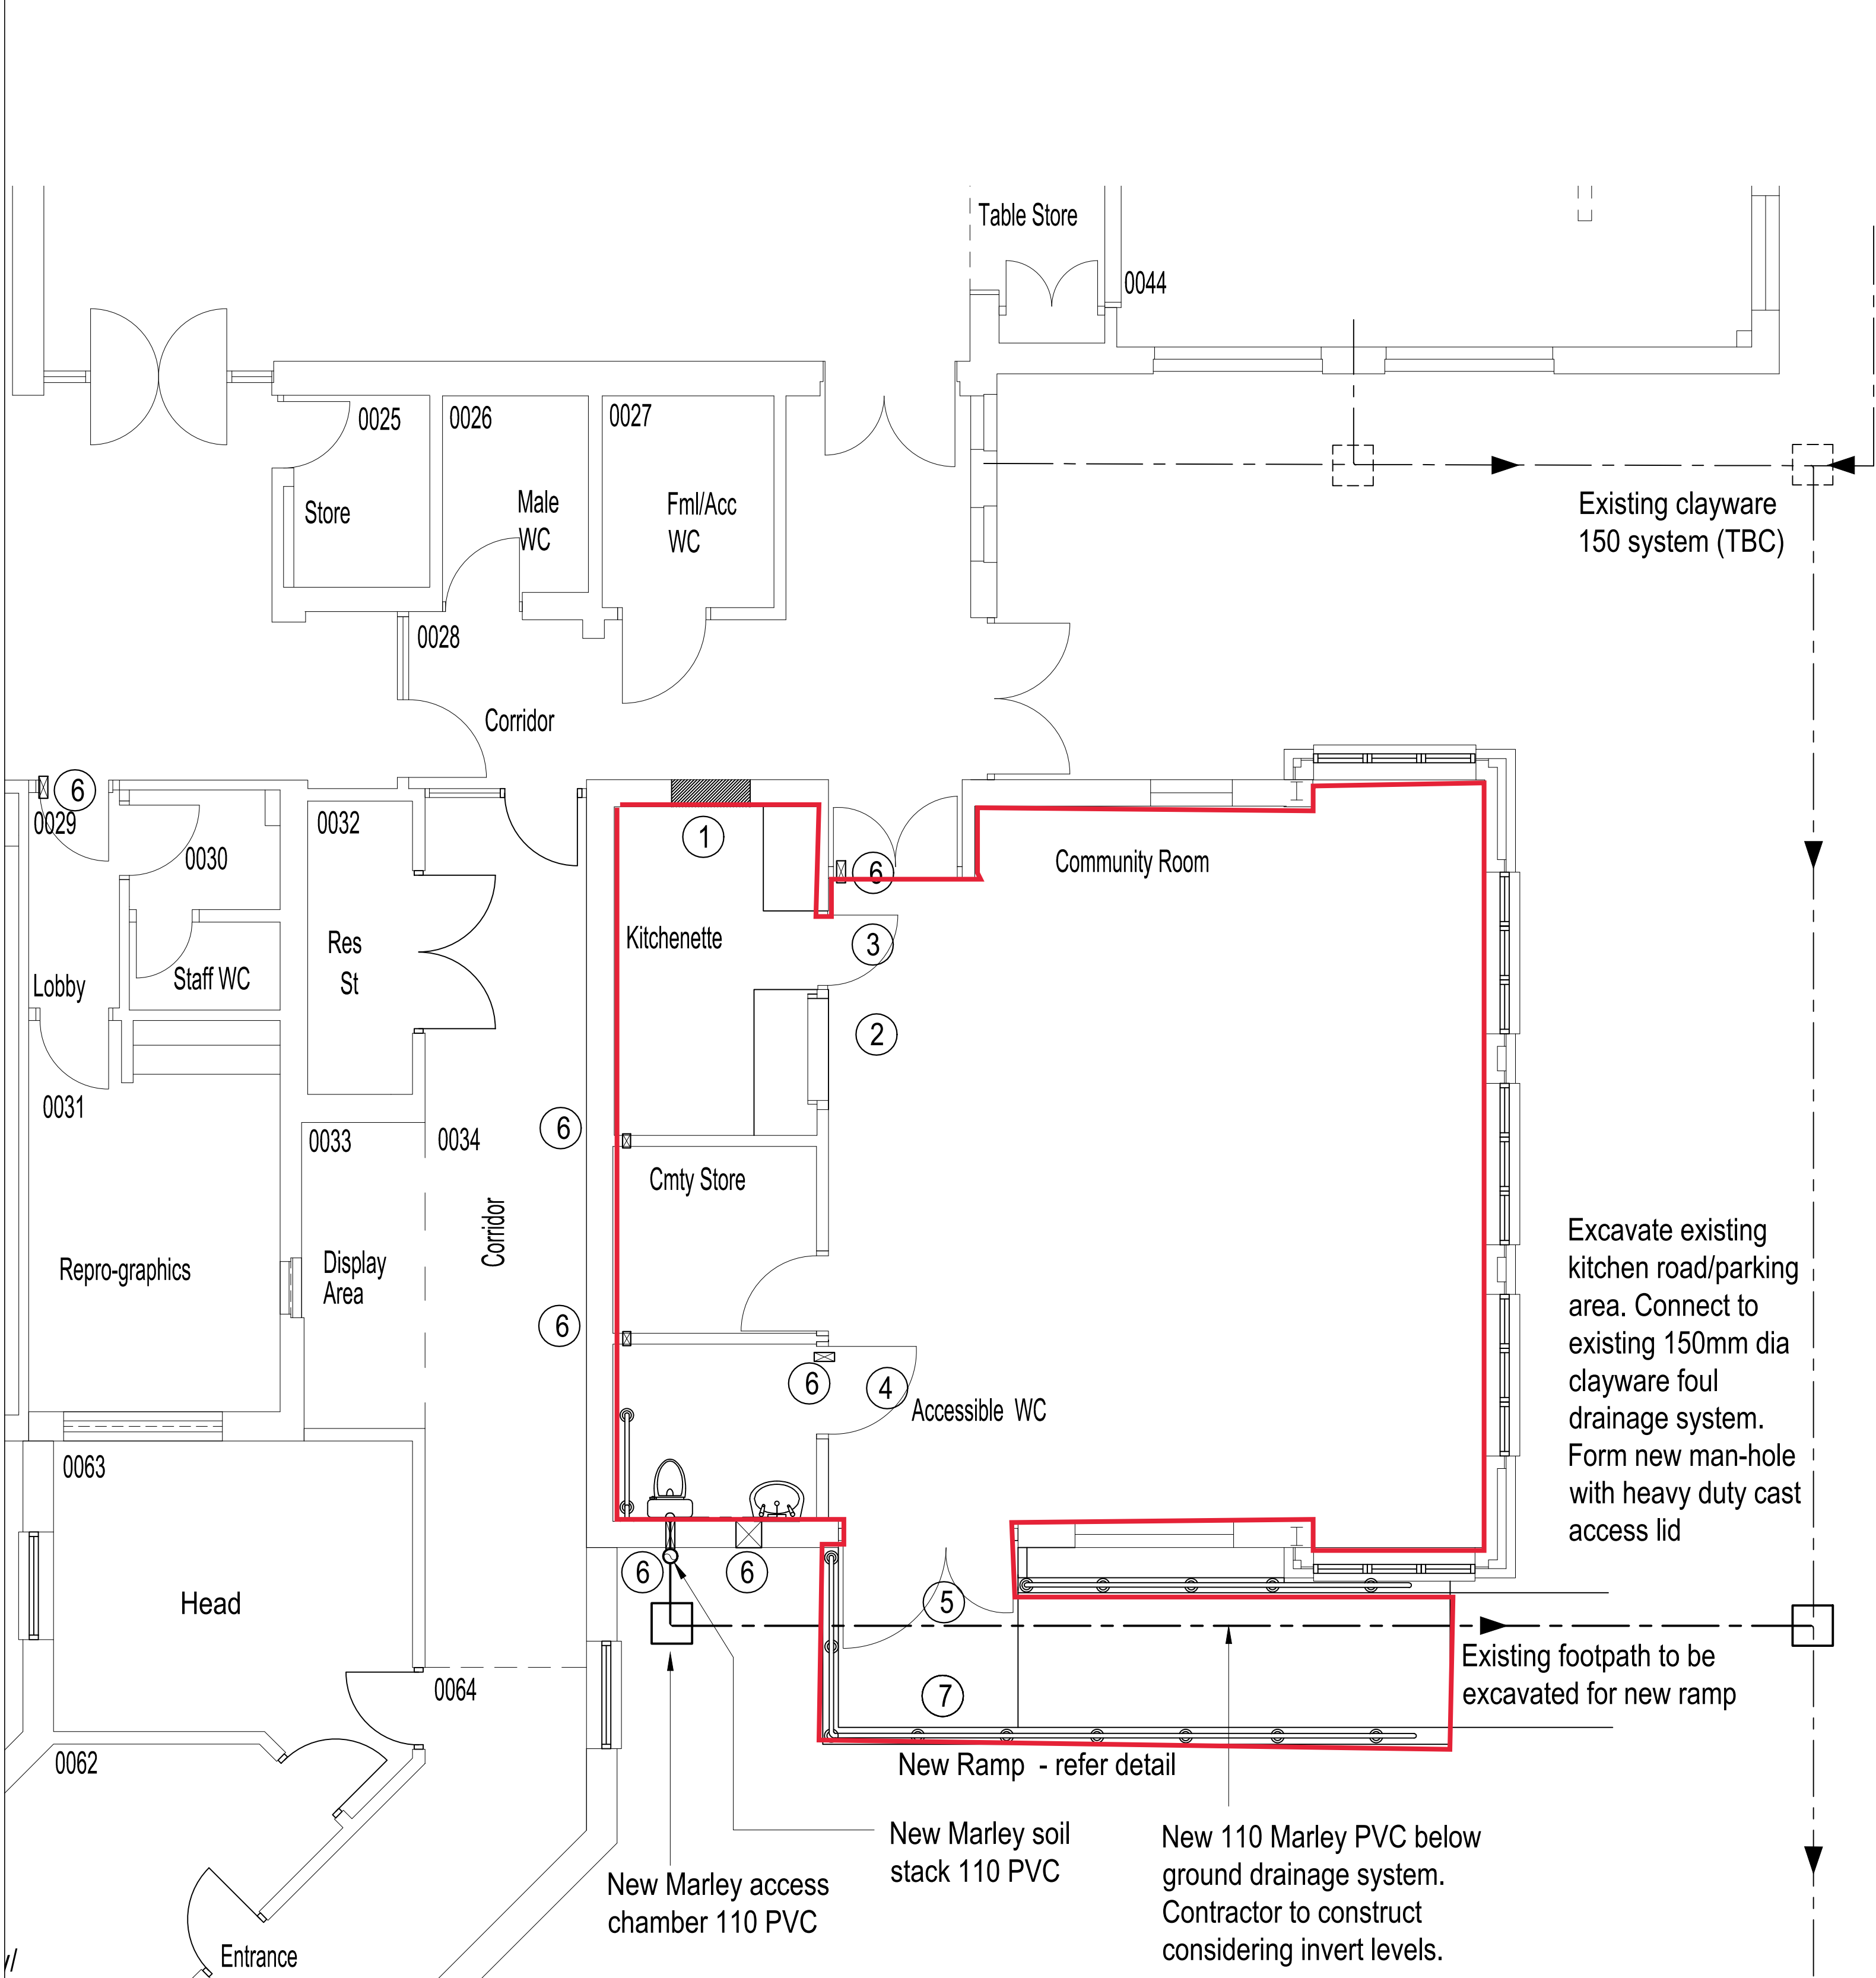 Table Store
0044
0025
0026
0027
Store
Male
WC
Fml/Acc
WC
Existing clayware
150 system (TBC)
0028
Corridor
6
0029
0030
0032
1
6
Community Room
Kitchenette
3
Res
St
Lobby
Staff WC
2
0031
0033
0034
6
Cmty Store
Corridor
Repro-graphics
Display
Area
6
6
4
Accessible WC
Excavate existing
kitchen road/parking
area. Connect to
existing 150mm dia
clayware foul
drainage system.
Form new man-hole
with heavy duty cast
access lid
0063
6
6
Head
5
Existing footpath to be
excavated for new ramp
0064
7
0062
New Ramp - refer detail
New Marley soil
stack 110 PVC
New Marley access
chamber 110 PVC
New 110 Marley PVC below
ground drainage system.
Contractor to construct
considering invert levels.
Entrance